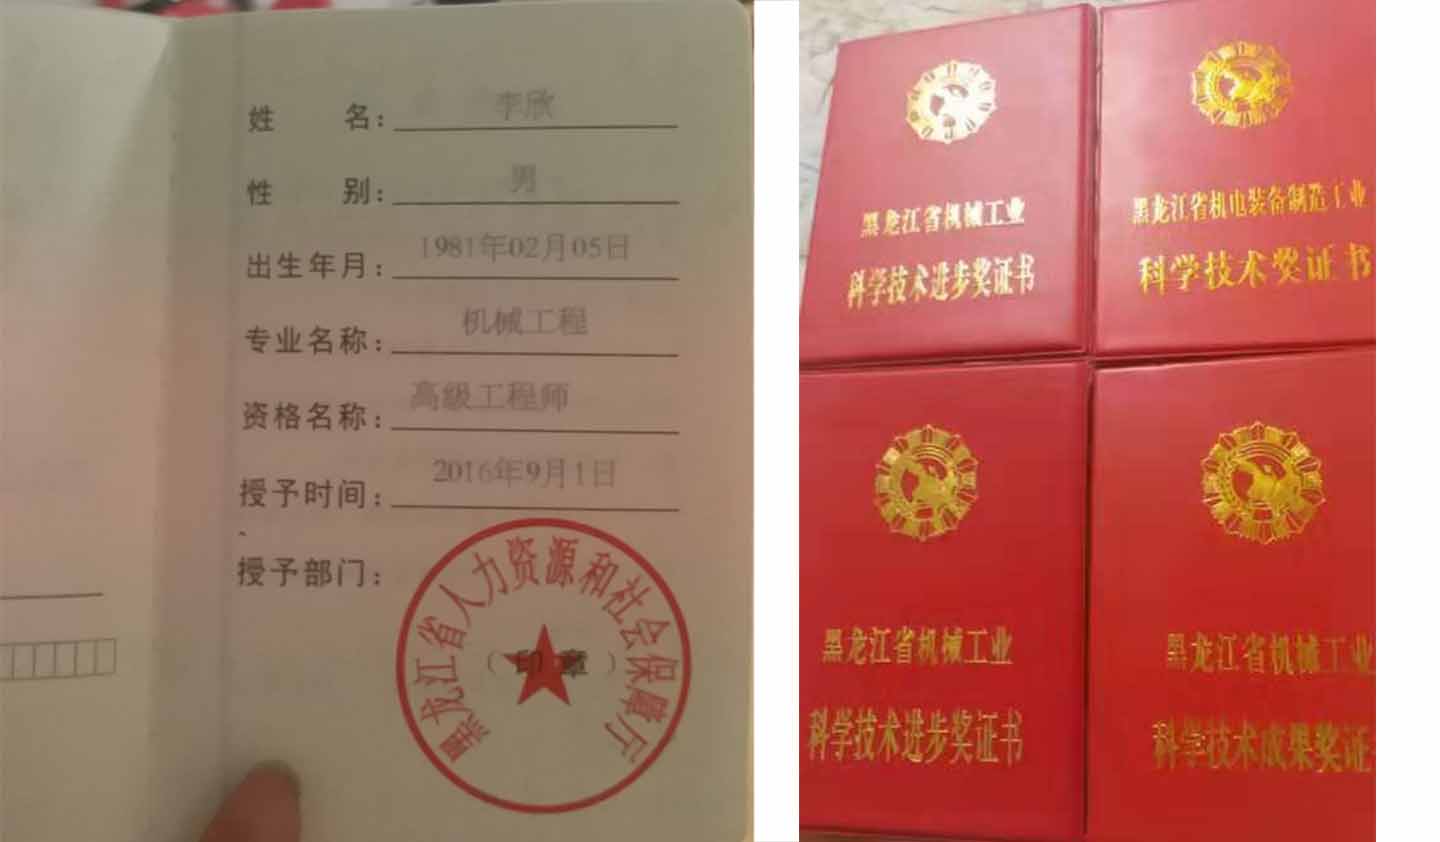 姓 名： 李欣
性 别： 男
出生年月： 1981年02月05日
专业名称： 机械工程
资格名称： 高级工程师
授予时间： 2016年9月1日
授予部门：
黑龙江省人力资源和社会保障厅
（印 章）
黑龙江省机械工业
科学技术进步奖证书
黑龙江省机电装备制造工业
科学技术奖证书
黑龙江省机械工业
科学技术进步奖证书
黑龙江省机械工业
科学技术成果奖证